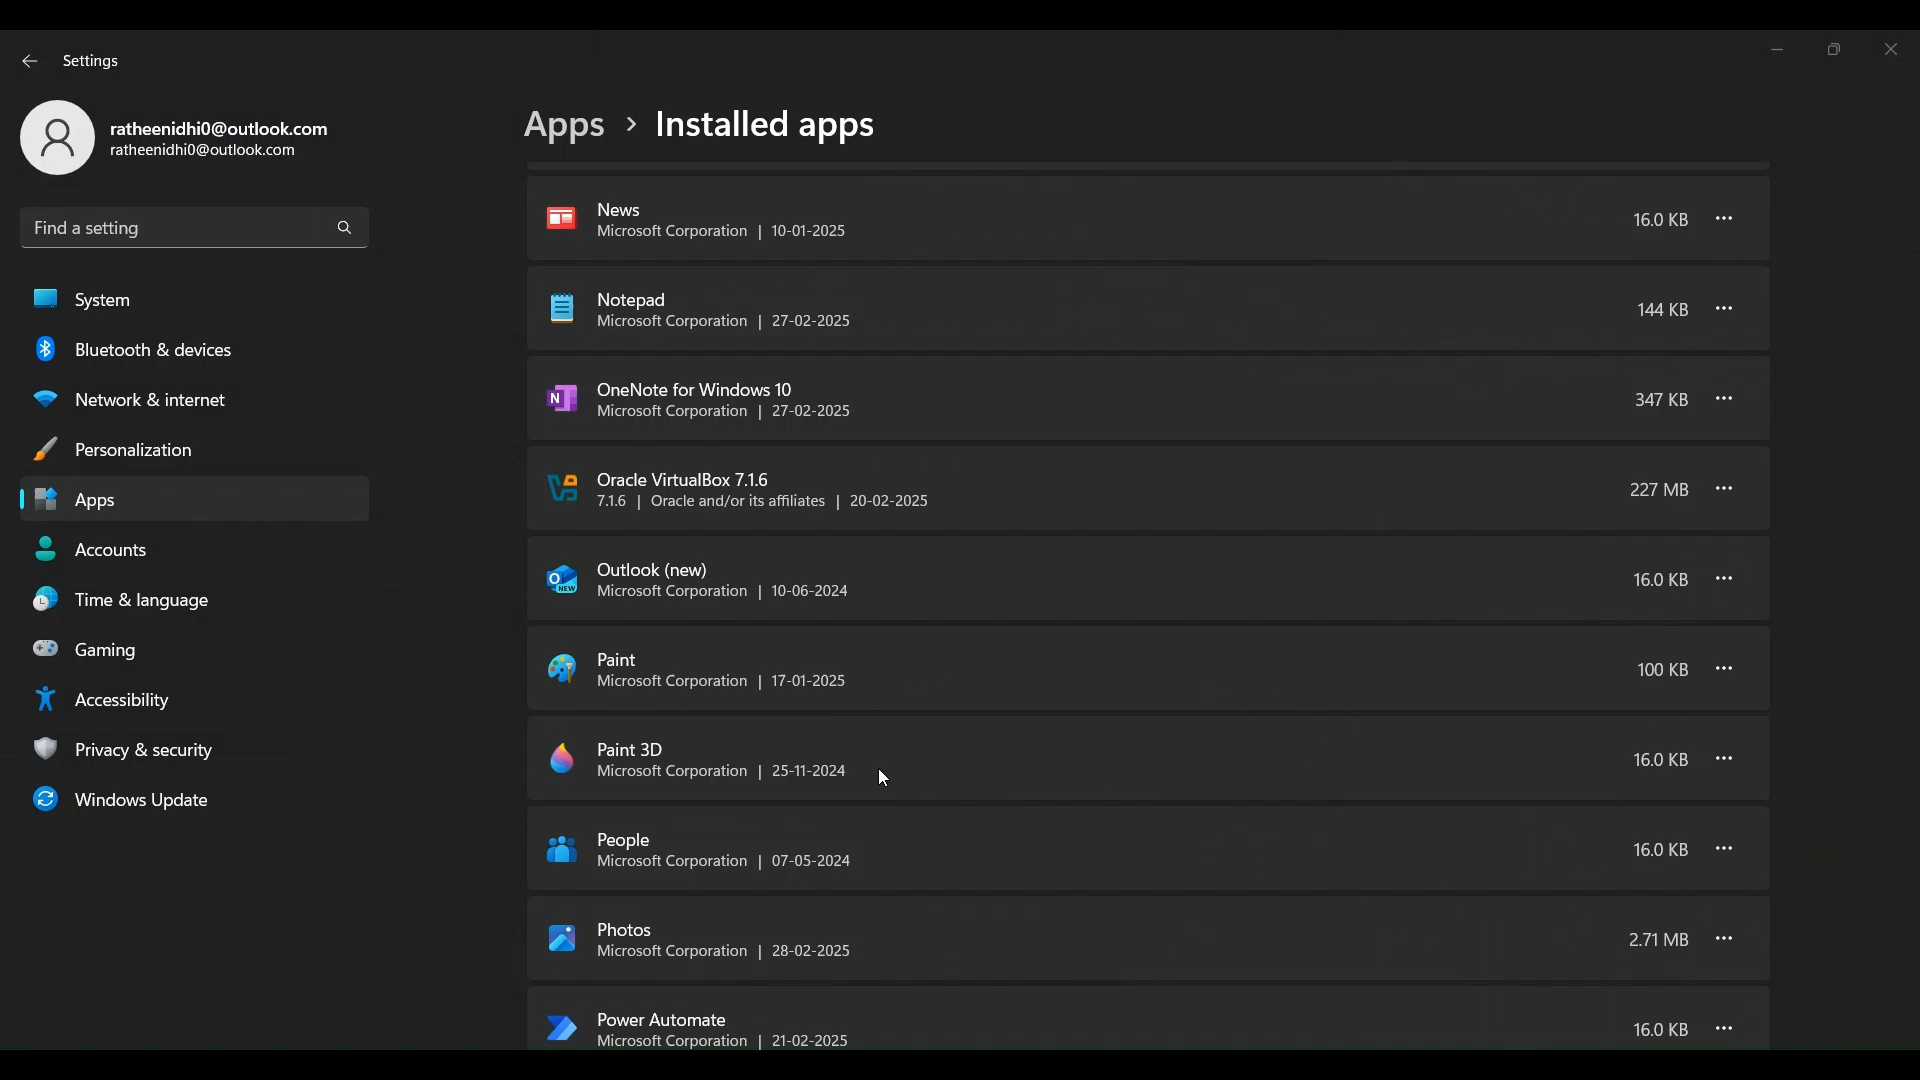 Settings
ratheenidhi0@outlook.com
ratheenidhi0@outlook.com
Find a setting
System
Bluetooth & devices
Network & internet
Personalization
Apps
Accounts
Time & language
Gaming
Accessibility
Privacy & security
Windows Update
Apps > Installed apps
News
Microsoft Corporation | 10-01-2025
16.0 KB
Notepad
Microsoft Corporation | 27-02-2025
144 KB
OneNote for Windows 10
Microsoft Corporation | 27-02-2025
347 KB
Oracle VirtualBox 7.1.6
7.1.6 | Oracle and/or its affiliates | 20-02-2025
227 MB
Outlook (new)
Microsoft Corporation | 10-06-2024
16.0 KB
Paint
Microsoft Corporation | 17-01-2025
100 KB
Paint 3D
Microsoft Corporation | 25-11-2024
16.0 KB
People
Microsoft Corporation | 07-05-2024
16.0 KB
Photos
Microsoft Corporation | 28-02-2025
2.71 MB
Power Automate
Microsoft Corporation | 21-02-2025
16.0 KB